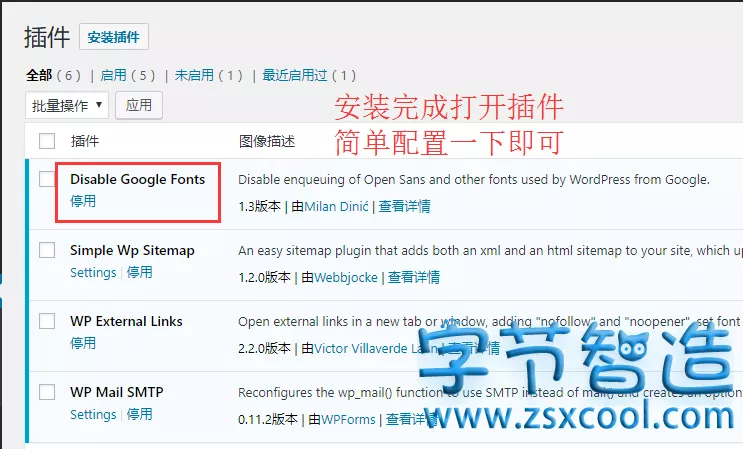 插件 安装插件
全部 ( 6 ) | 启用 ( 5 ) | 未启用 ( 1 ) | 最近启用过 ( 1 )
批量操作 应用
安装完成打开插件
简单配置一下即可
插件 图像描述
Disable Google Fonts Disable enqueuing of Open Sans and other fonts used by WordPress from Google.
停用 1.3版本 | 由Milan Dinić | 查看详情
Simple Wp Sitemap An easy sitemap plugin that adds both an xml and an html sitemap to your site, which up
Settings | 停用 1.2.0版本 | 由Webbjocke | 查看详情
WP External Links Open external links in a new tab or window, adding "nofollow" and "noopener", set font
停用 2.2.0版本 | 由Victor Villaverde Laan | 查看详情
WP Mail SMTP Reconfigures the wp_mail() function to use SMTP instead of mail() and creates an option
Settings | 停用 0.11.2版本 | 由WPForms | 查看详情
字节智造
www.zsxcool.com